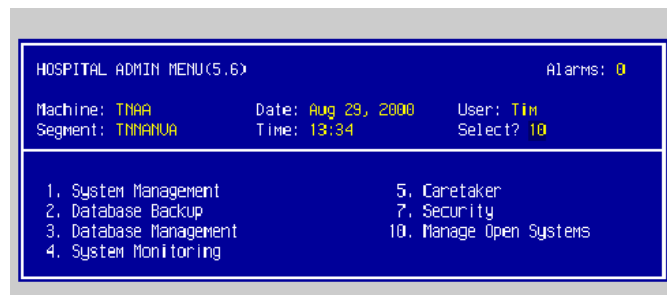 HOSPITAL ADMIN MENU(5.6) Alarms: 0
Machine: TNAA Date: Aug 29, 2000 User: Tim
Segment: TNNANUA Time: 13:34 Select? 10
1. System Management 5. Caretaker
2. Database Backup 7. Security
3. Database Management 10. Manage Open Systems
4. System Monitoring